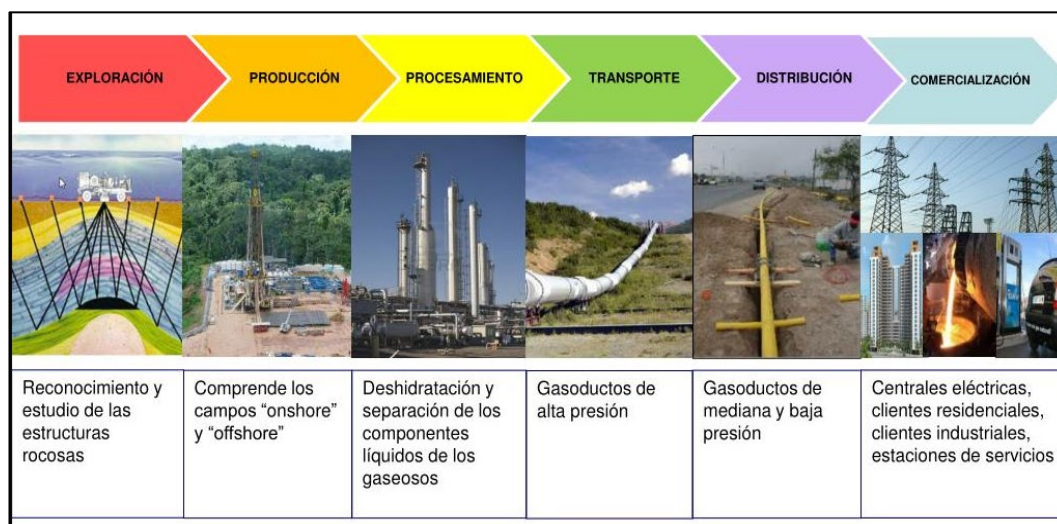 EXPLORACIÓN
PRODUCCIÓN
PROCESAMIENTO
TRANSPORTE
DISTRIBUCIÓN
COMERCIALIZACIÓN
Reconocimiento y
estudio de las
estructuras
rocosas
Comprende los
campos “onshore”
y “offshore”
Deshidratación y
separación de los
componentes
líquidos de los
gaseosos
Gasoductos de
alta presión
Gasoductos de
mediana y baja
presión
Centrales eléctricas,
clientes residenciales,
clientes industriales,
estaciones de servicios